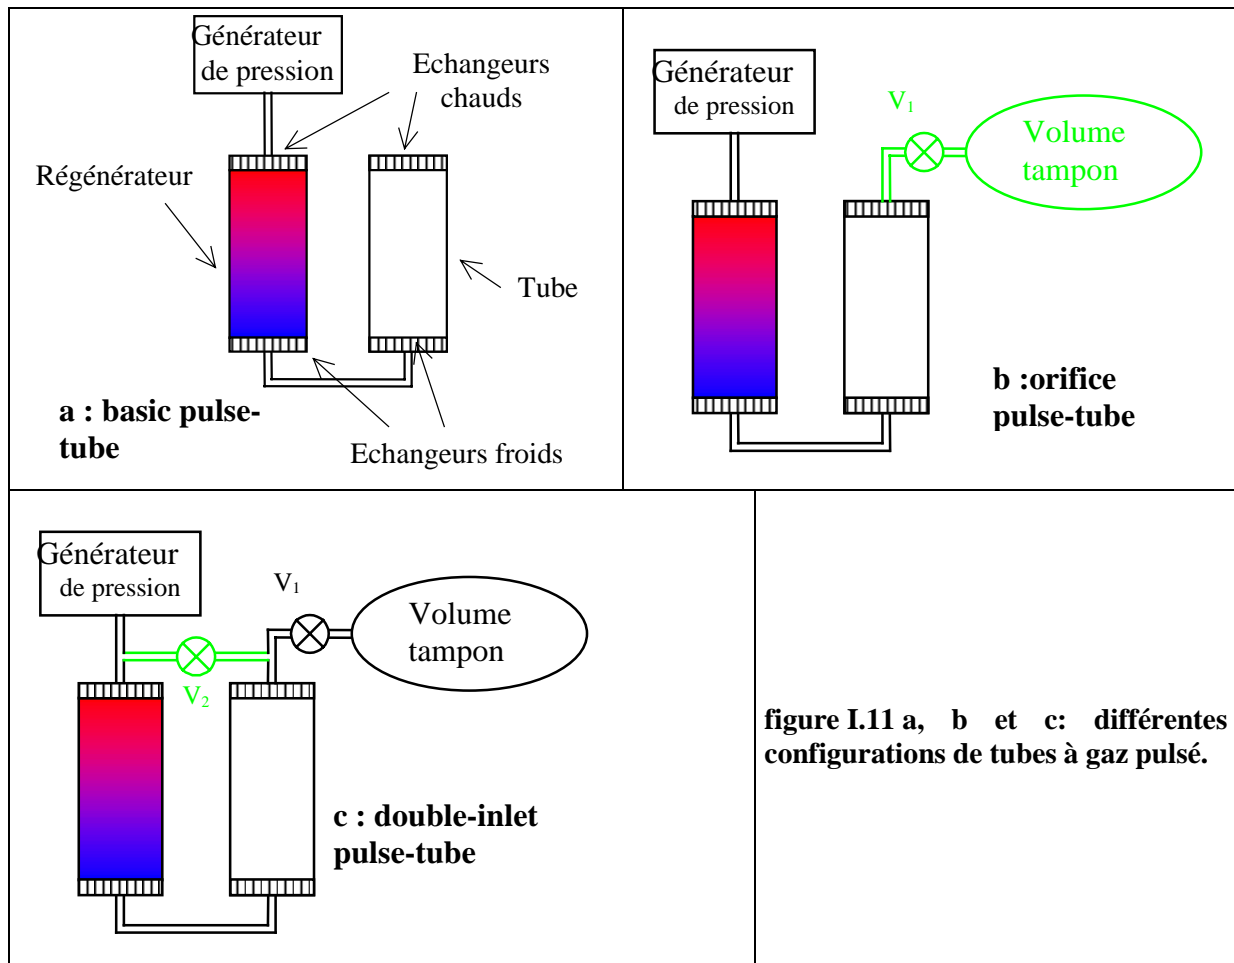 Générateur
de pression
Echangeurs
chauds
Régénérateur
Tube
a : basic pulse-
tube
Echangeurs froids
Générateur
de pression
V1
Volume
tampon
b :orifice
pulse-tube
Générateur
de pression
V1
Volume
tampon
V2
c : double-inlet
pulse-tube
figure I.11 a, b et c: différentes
configurations de tubes à gaz pulsé.